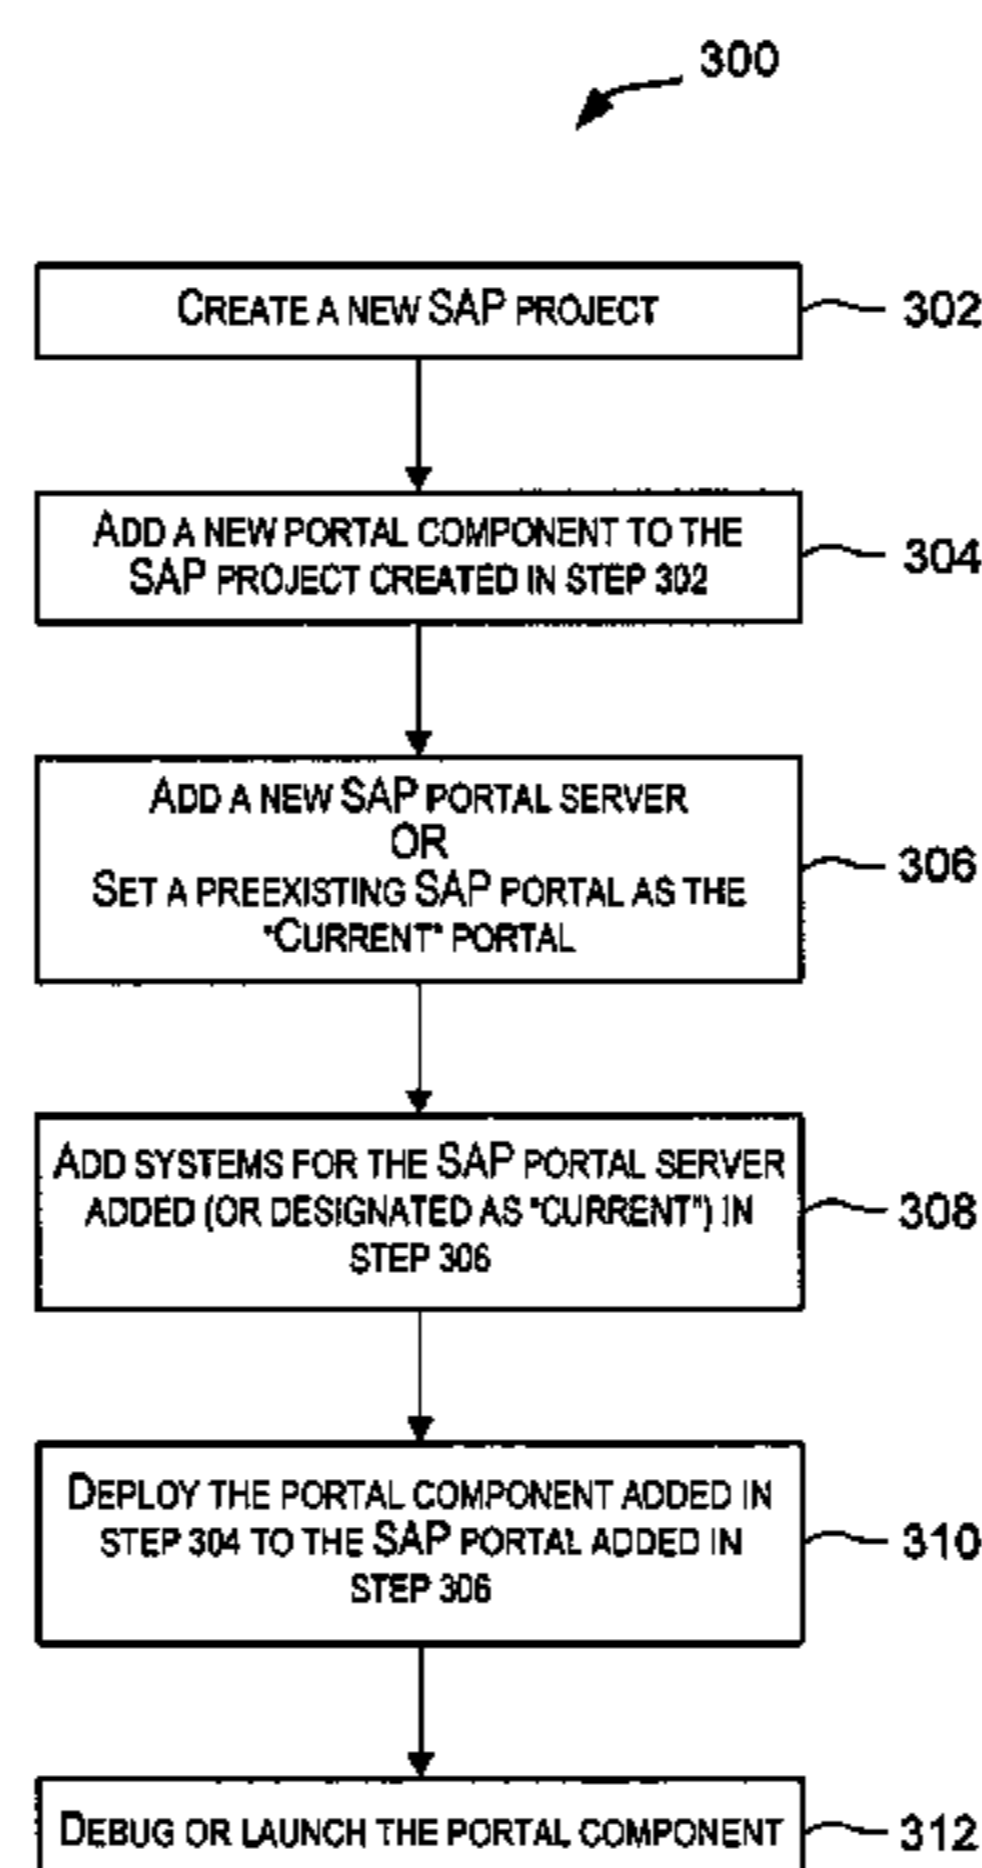 300
CREATE A NEW SAP PROJECT
302
ADD A NEW PORTAL COMPONENT TO THE
SAP PROJECT CREATED IN STEP 302
304
ADD A NEW SAP PORTAL SERVER
OR
SET A PREEXISTING SAP PORTAL AS THE
"CURRENT" PORTAL
306
ADD SYSTEMS FOR THE SAP PORTAL SERVER
ADDED (OR DESIGNATED AS "CURRENT") IN
STEP 306
308
DEPLOY THE PORTAL COMPONENT ADDED IN
STEP 304 TO THE SAP PORTAL ADDED IN
STEP 306
310
DEBUG OR LAUNCH THE PORTAL COMPONENT
312